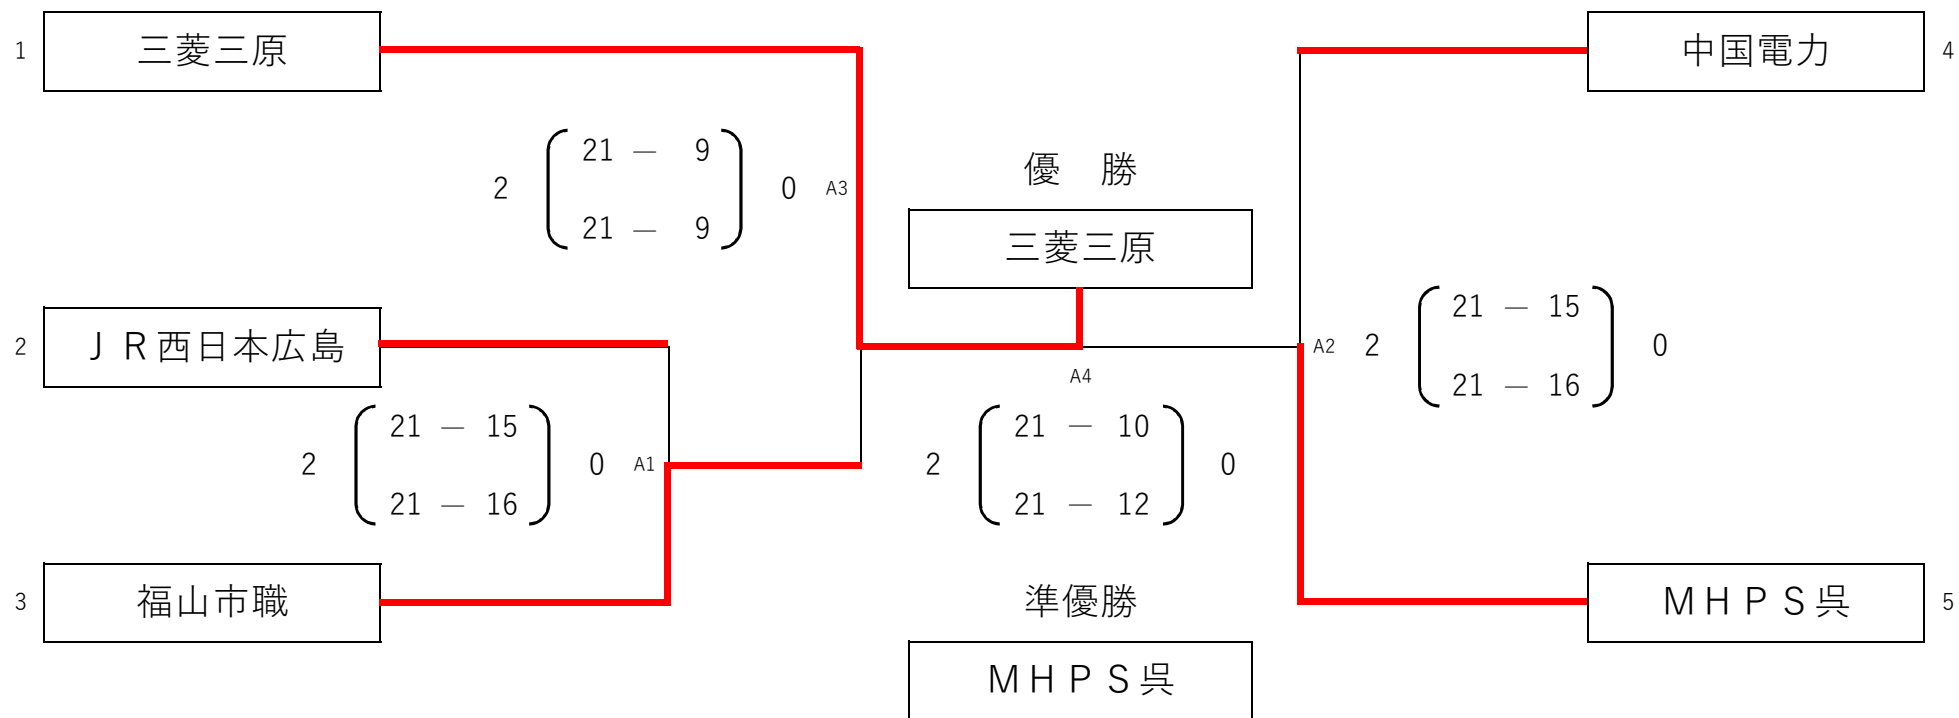 1 三菱三原
中国電力 4
21 － 9
2 0 A3
21 － 9
優　勝
三菱三原
2 ＪＲ西日本広島
21 － 15
A2 2 0
21 － 16
A4
21 － 15
2 0 A1
21 － 16
21 － 10
2 0
21 － 12
3 福山市職
準優勝
ＭＨＰＳ呉 5
ＭＨＰＳ呉